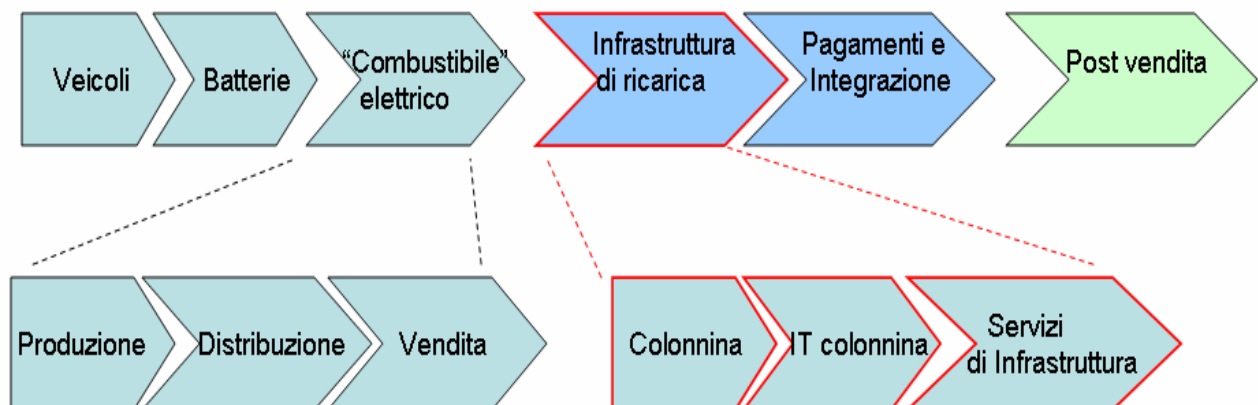 Veicoli
Batterie
“Combustibile”
elettrico
Infrastruttura
di ricarica
Pagamenti e
Integrazione
Post vendita
Produzione
Distribuzione
Vendita
Colonnina
IT colonnina
Servizi
di Infrastruttura